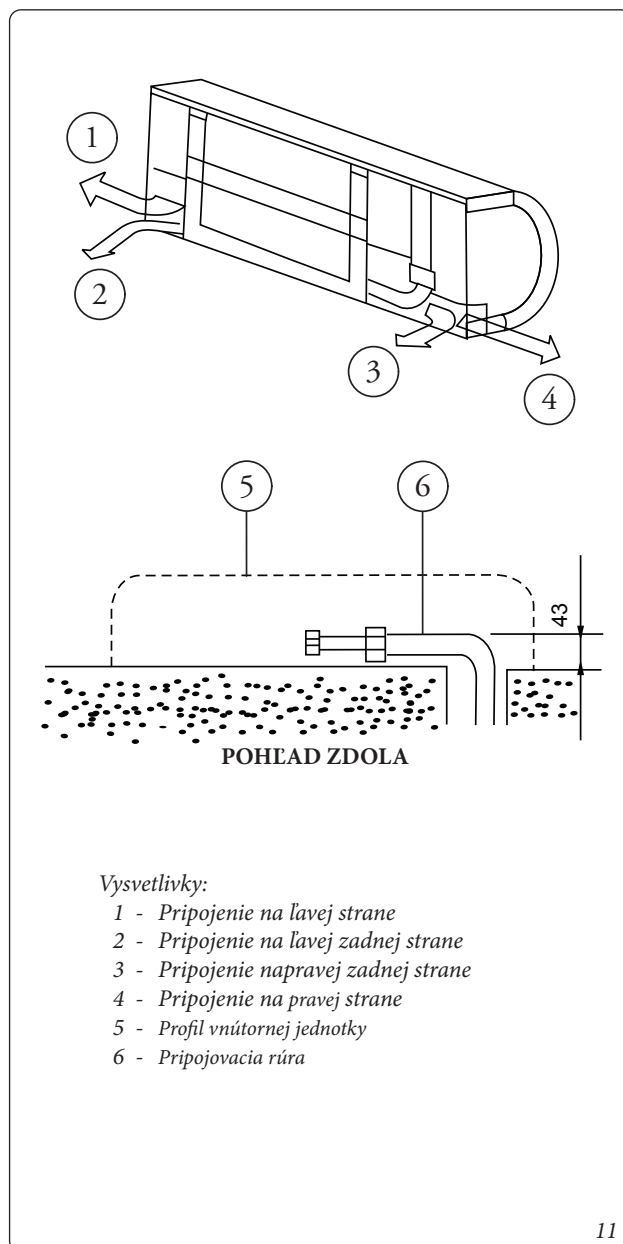 1
2
3
4
5
6
43
POHĽAD ZDOLA
Vysvetlivky:
1 - Pripojenie na ľavej strane
2 - Pripojenie na ľavej zadnej strane
3 - Pripojenie napravej zadnej strane
4 - Pripojenie na pravej strane
5 - Profil vnútornej jednotky
6 - Pripojovacia rúra
11